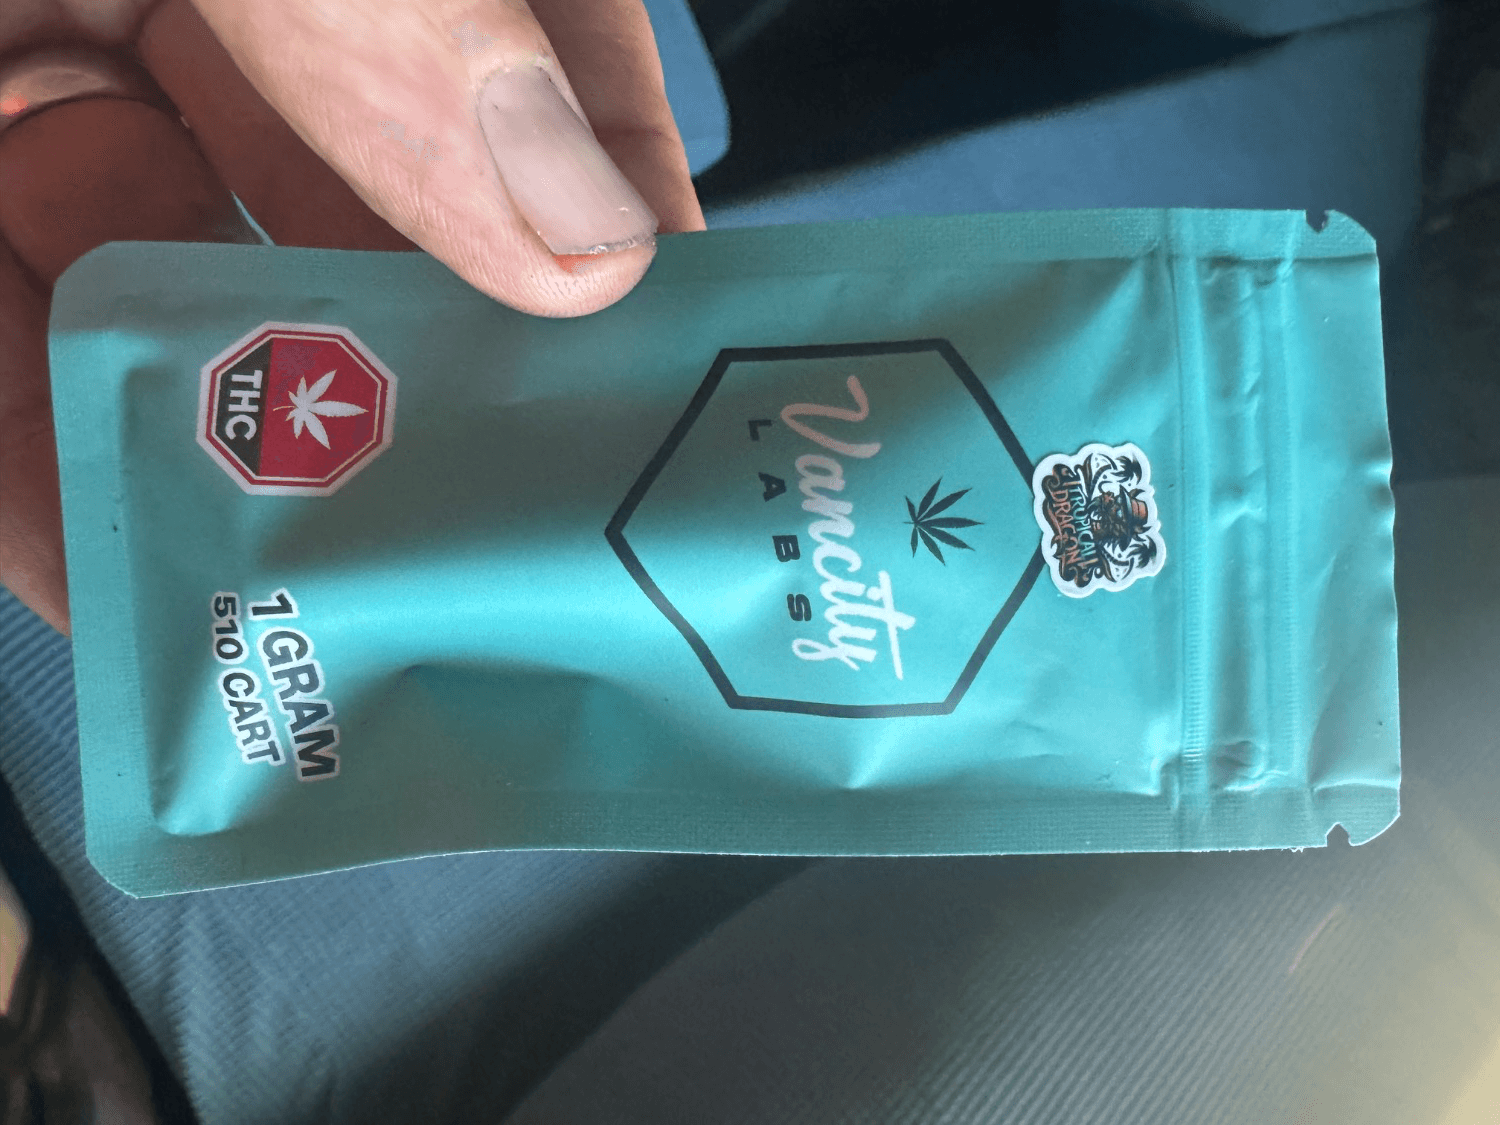 TROPICAL
DRAGON
Vancity
LABS
THC
1 GRAM
510 CART